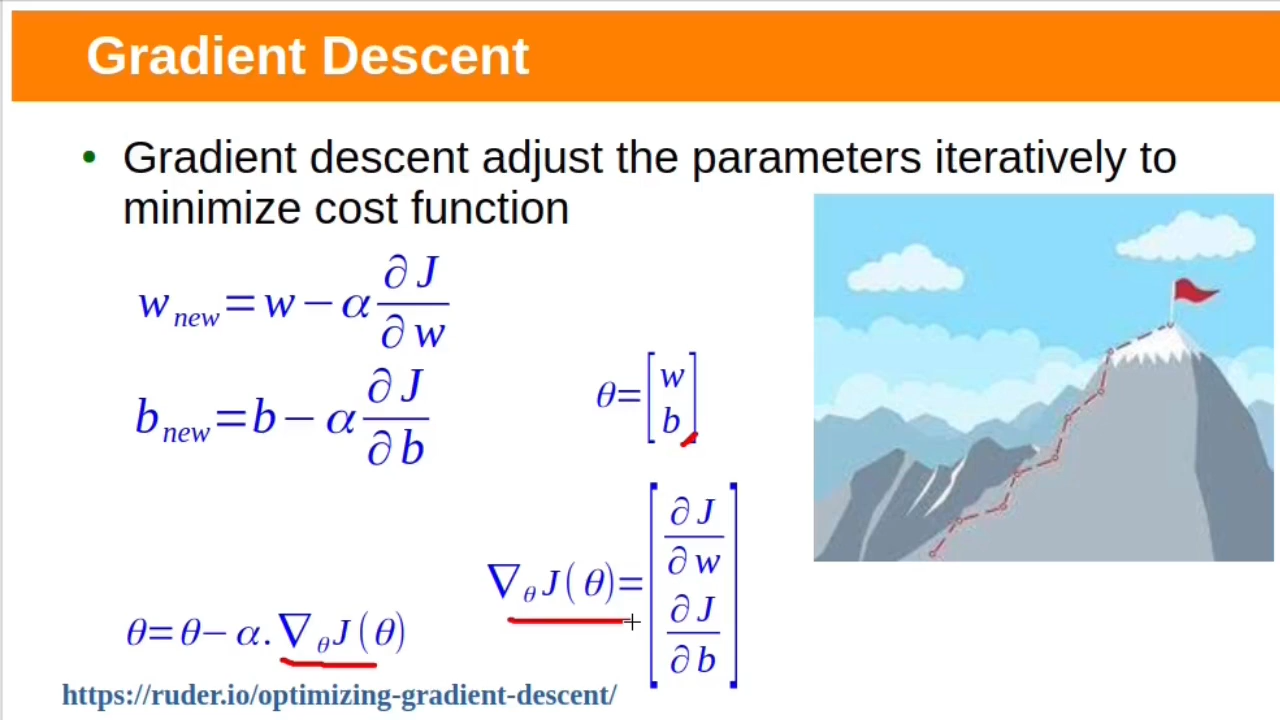 Gradient Descent
• Gradient descent adjust the parameters iteratively to
minimize cost function
w_new = w − α ∂J/∂w
b_new = b − α ∂J/∂b
θ = [w b]
∇_θ J(θ) = [∂J/∂w ∂J/∂b]
θ = θ − α . ∇_θ J(θ)
https://ruder.io/optimizing-gradient-descent/